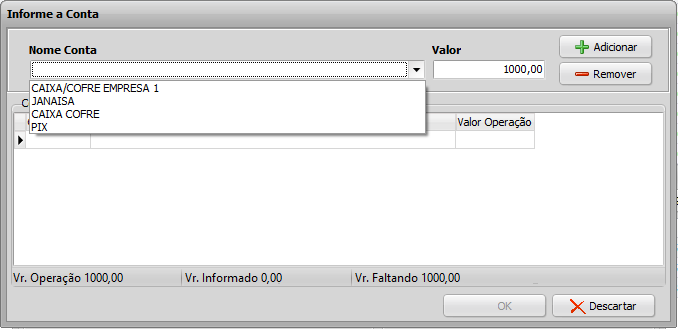 Informe a Conta
Nome Conta
Valor
1000,00
Adicionar
Remover
CAIXA/COFRE EMPRESA 1
JANAISA
CAIXA COFRE
PIX
Valor Operação
Vr. Operação 1000,00
Vr. Informado 0,00
Vr. Faltando 1000,00
OK
Descartar